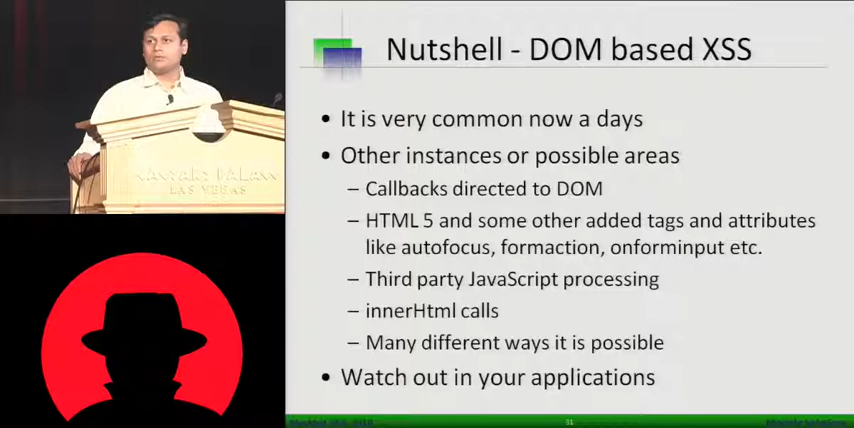 Nutshell - DOM based XSS
• It is very common now a days
• Other instances or possible areas
– Callbacks directed to DOM
– HTML 5 and some other added tags and attributes
like autofocus, formaction, onforminput etc.
– Third party JavaScript processing
– innerHtml calls
– Many different ways it is possible
• Watch out in your applications
LAS VEGAS
31